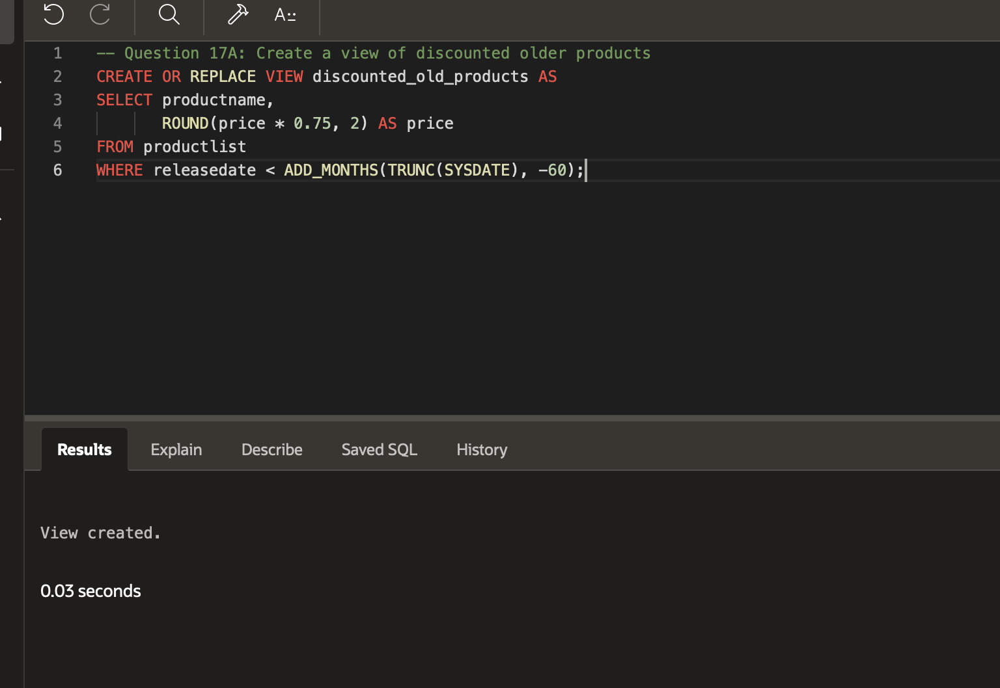 A::
1 -- Question 17A: Create a view of discounted older products
2 CREATE OR REPLACE VIEW discounted_old_products AS
3 SELECT productname,
4 ROUND(price * 0.75, 2) AS price
5 FROM productlist
6 WHERE releasedate < ADD_MONTHS(TRUNC(SYSDATE), -60);
Results Explain Describe Saved SQL History
View created.
0.03 seconds